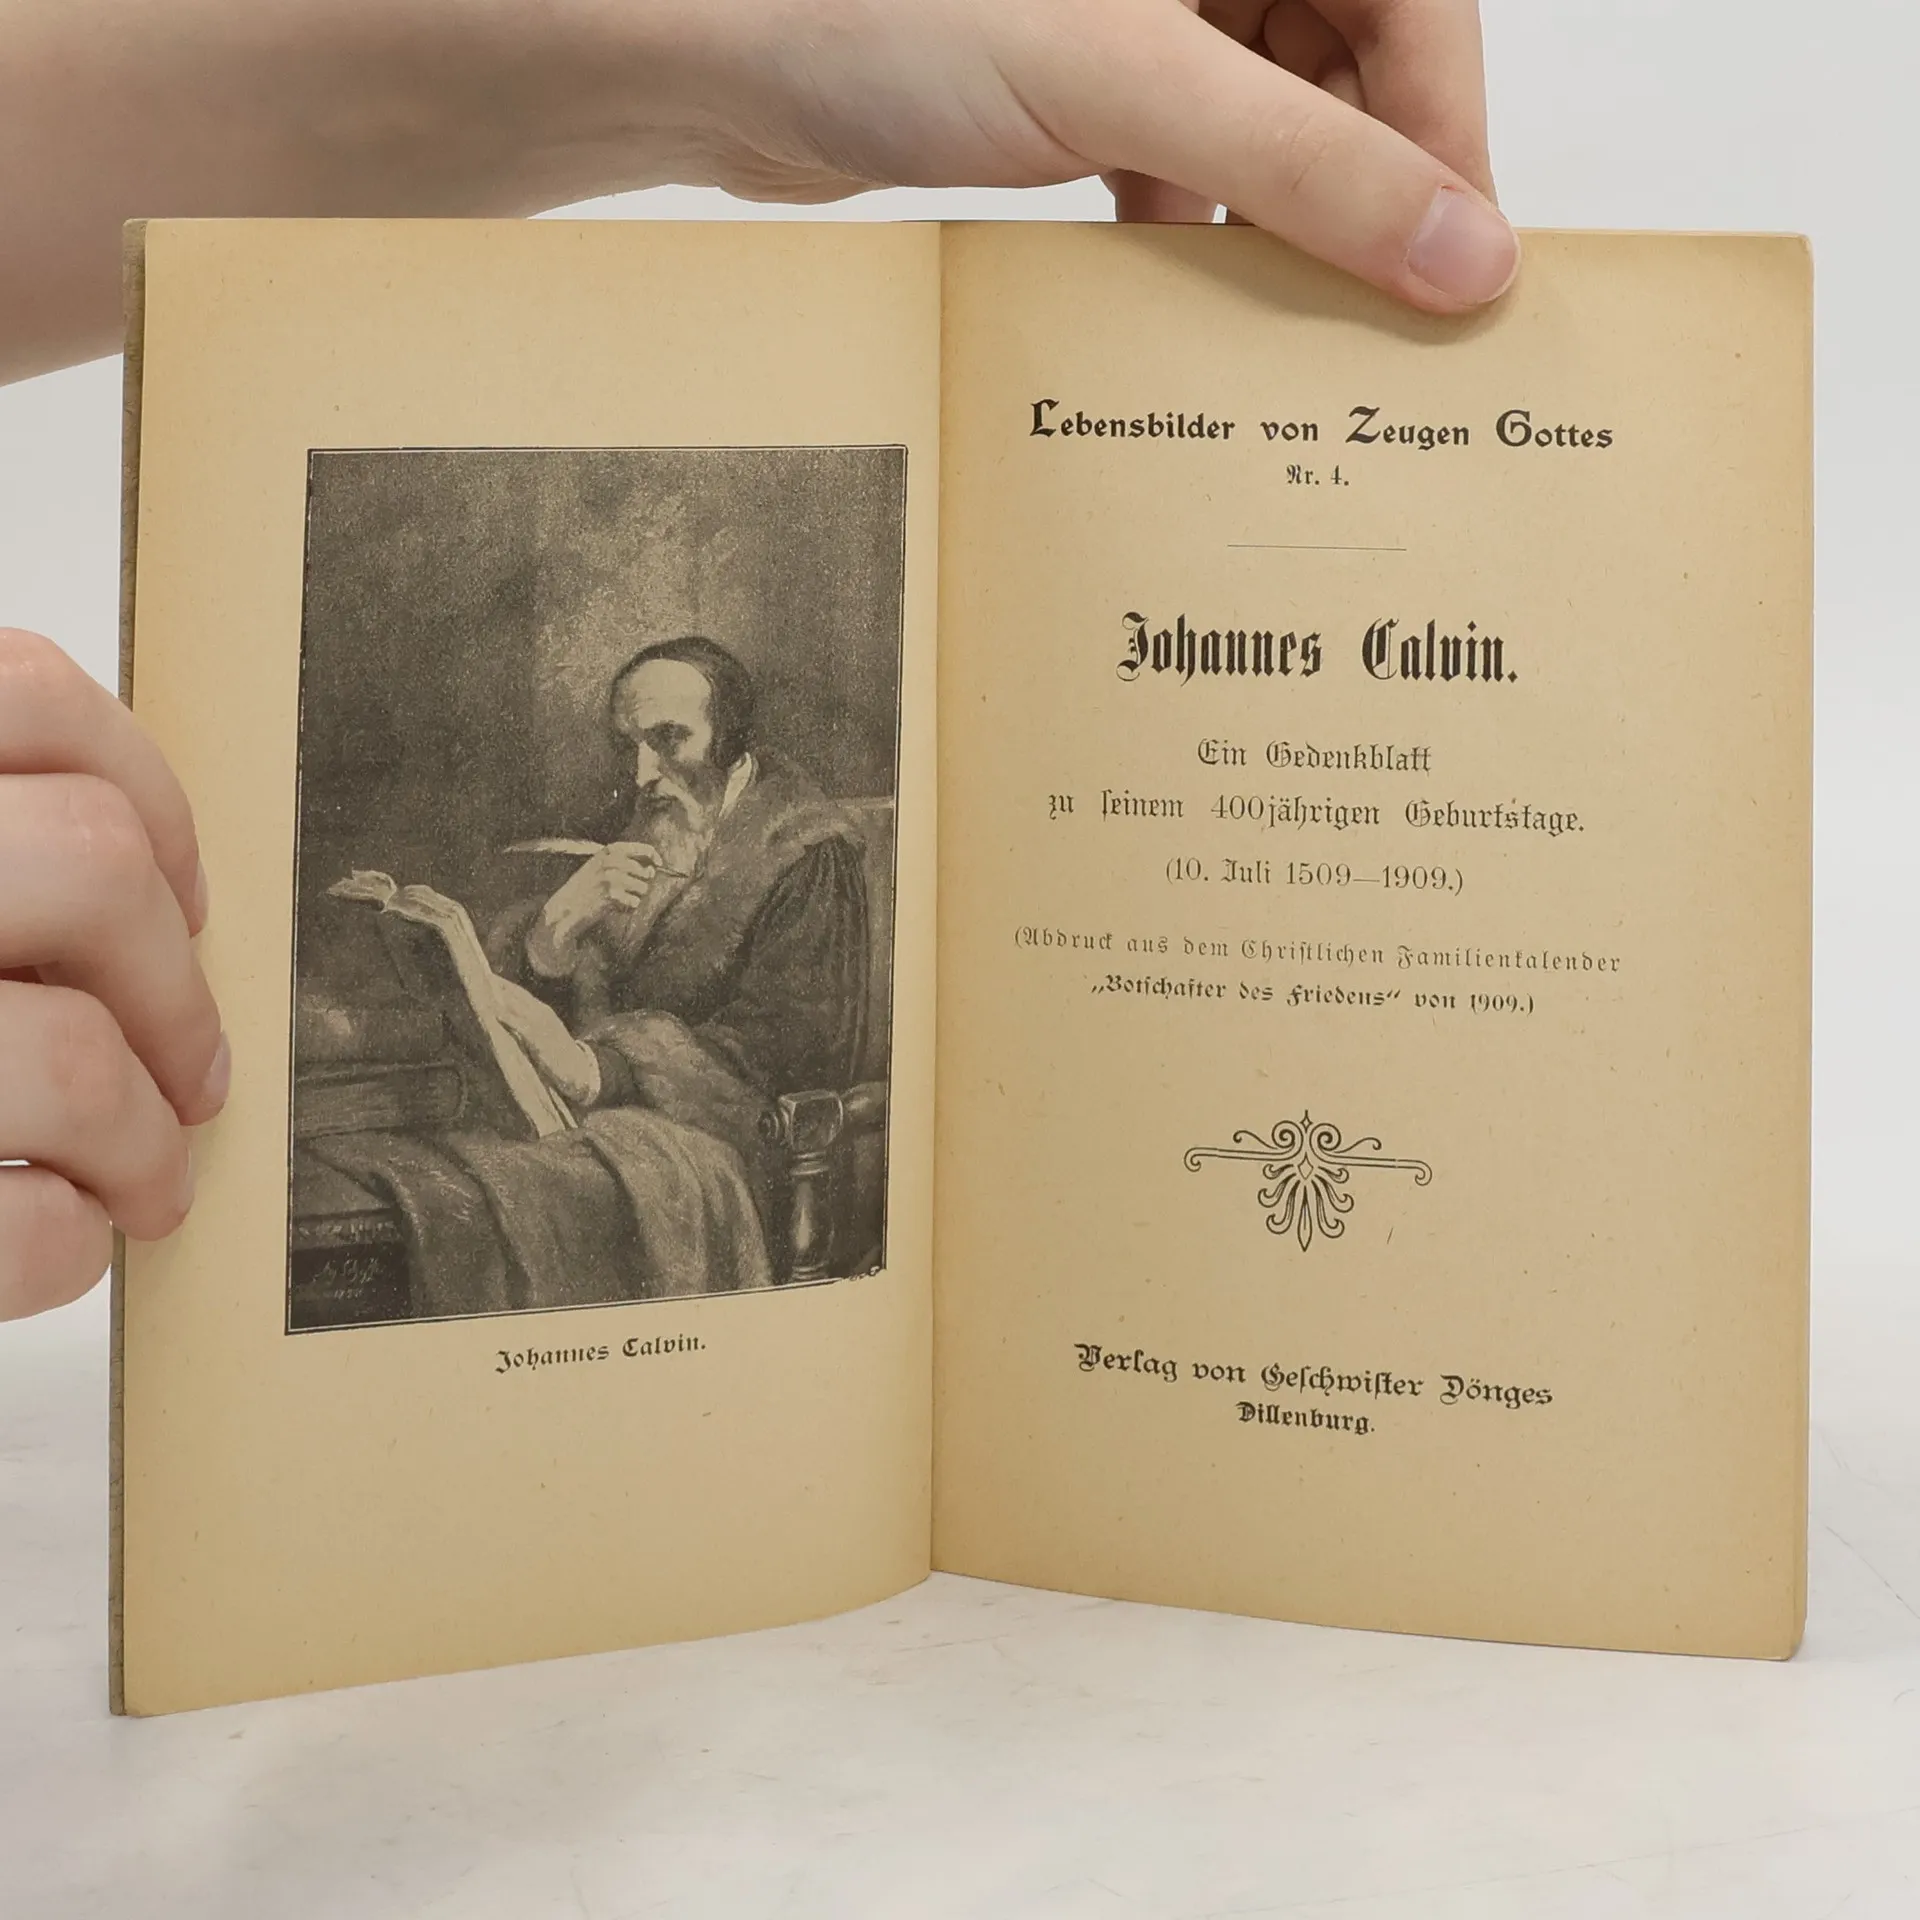 Johannes Calvin.
Lebensbilder von Zeugen Gottes
Nr. 4.
Johannes Calvin.
Ein Gedenkblatt
zu seinem 400jährigen Geburtstage.
(10. Juli 1509—1909.)
(Abdruck aus dem Christlichen Familienkalender
„Botschafter des Friedens“ von 1909.)
Verlag von Geschwister Dönges
Dillenburg.